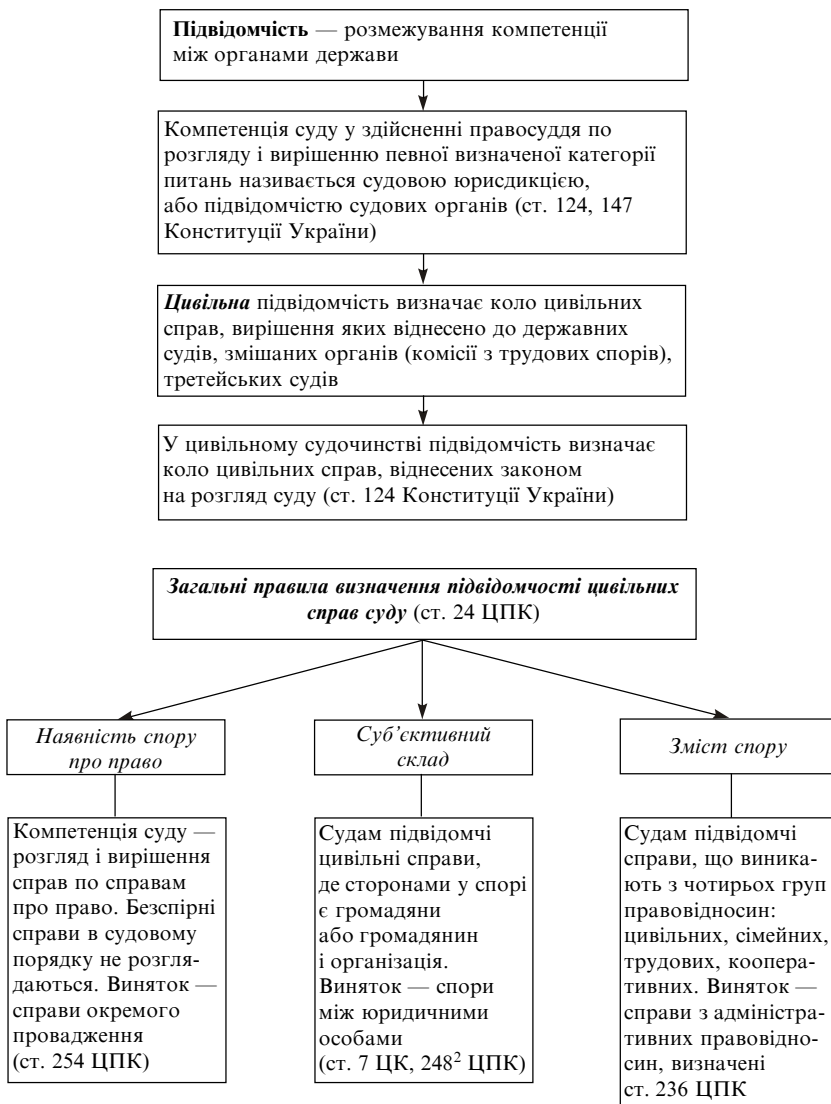 Підвідомчість — розмежування компетенції
між органами держави
Компетенція суду у здійсненні правосуддя по
розгляду і вирішенню певної визначеної категорії
питань називається судовою юрисдикцією,
або підвідомчістю судових органів (ст. 124, 147
Конституції України)
Цивільна підвідомчість визначає коло цивільних
справ, вирішення яких віднесено до державних
судів, змішаних органів (комісії з трудових спорів),
третейських судів
У цивільному судочинстві підвідомчість визначає
коло цивільних справ, віднесених законом
на розгляд суду (ст. 124 Конституції України)
Загальні правила визначення підвідомчості цивільних
справ суду (ст. 24 ЦПК)
Наявність спору
про право
Компетенція суду —
розгляд і вирішення
справ по справам
про право. Безспірні
справи в судовому
порядку не розгля-
даються. Виняток —
справи окремого
провадження
(ст. 254 ЦПК)
Суб’єктивний
склад
Судам підвідомчі
цивільні справи,
де сторонами у спорі
є громадяни
або громадянин
і організація.
Виняток — спори
між юридичними
особами
(ст. 7 ЦК, 248² ЦПК)
Зміст спору
Судам підвідомчі
справи, що виника-
ють з чотирьох груп
правовідносин:
цивільних, сімейних,
трудових, коопера-
тивних. Виняток —
справи з адміністра-
тивних правовідно-
син, визначені
ст. 236 ЦПК